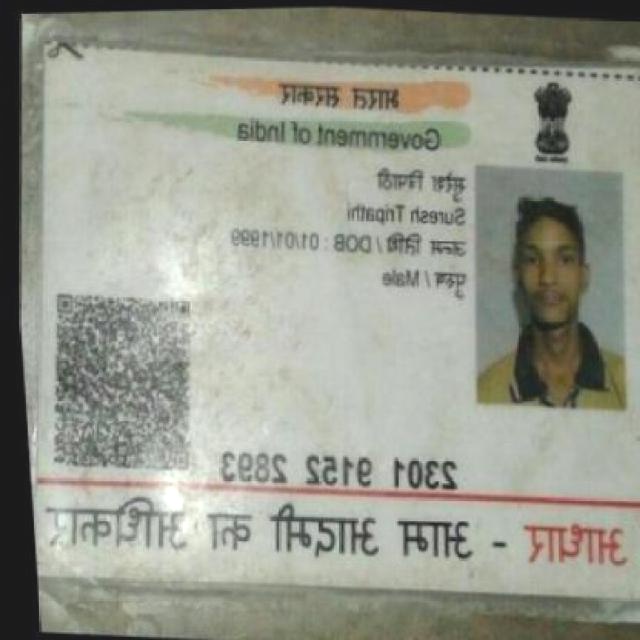 भारत सरकार
Government of India
सुरेश त्रिपाठी
Suresh Tripathi
जन्म तिथि / DOB : 01/01/1999
पुरुष / Male
2301 9152 2893
आधार - आम आदमी का अधिकार